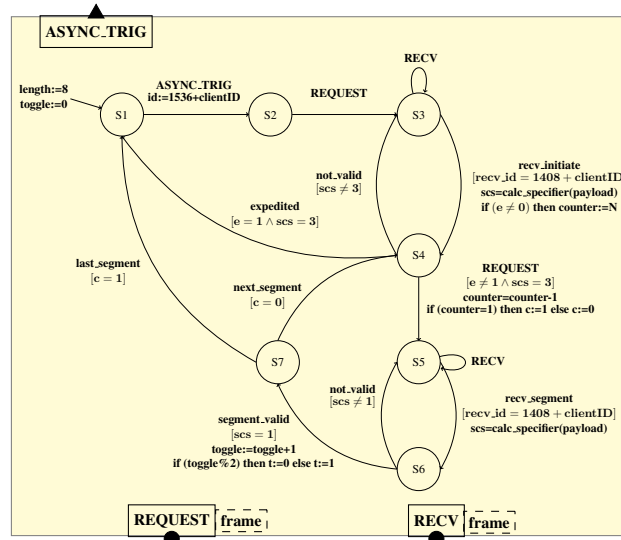 ASYNC_TRIG
RECV
length:=8
toggle:=0
S1
ASYNC_TRIG
id:=1536+clientID
S2
REQUEST
S3
not_valid
[scs ≠ 3]
recv_initiate
[recv_id = 1408 + clientID]
scs=calc_specifier(payload)
if (e ≠ 0) then counter:=N
expedited
[e = 1 ∧ scs = 3]
S4
last_segment
[c = 1]
next_segment
[c = 0]
REQUEST
[e ≠ 1 ∧ scs = 3]
counter=counter-1
if (counter=1) then c:=1 else c:=0
S7
S5
RECV
not_valid
[scs ≠ 1]
recv_segment
[recv_id = 1408 + clientID]
scs=calc_specifier(payload)
segment_valid
[scs = 1]
toggle:=toggle+1
if (toggle%2) then t:=0 else t:=1
S6
REQUEST frame
RECV frame